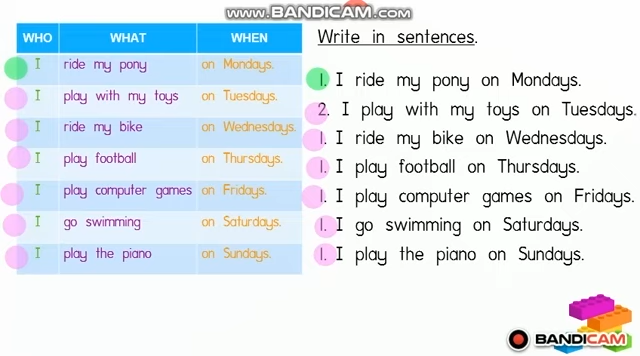 www.BANDICAM.com
WHO WHAT WHEN
I ride my pony on Mondays.
I play with my toys on Tuesdays.
I ride my bike on Wednesdays.
I play football on Thursdays.
I play computer games on Fridays.
I go swimming on Saturdays.
I play the piano on Sundays.
Write in sentences.
1. I ride my pony on Mondays.
2. I play with my toys on Tuesdays.
1. I ride my bike on Wednesdays.
1. I play football on Thursdays.
1. I play computer games on Fridays.
1. I go swimming on Saturdays.
1. I play the piano on Sundays.
BANDICAM